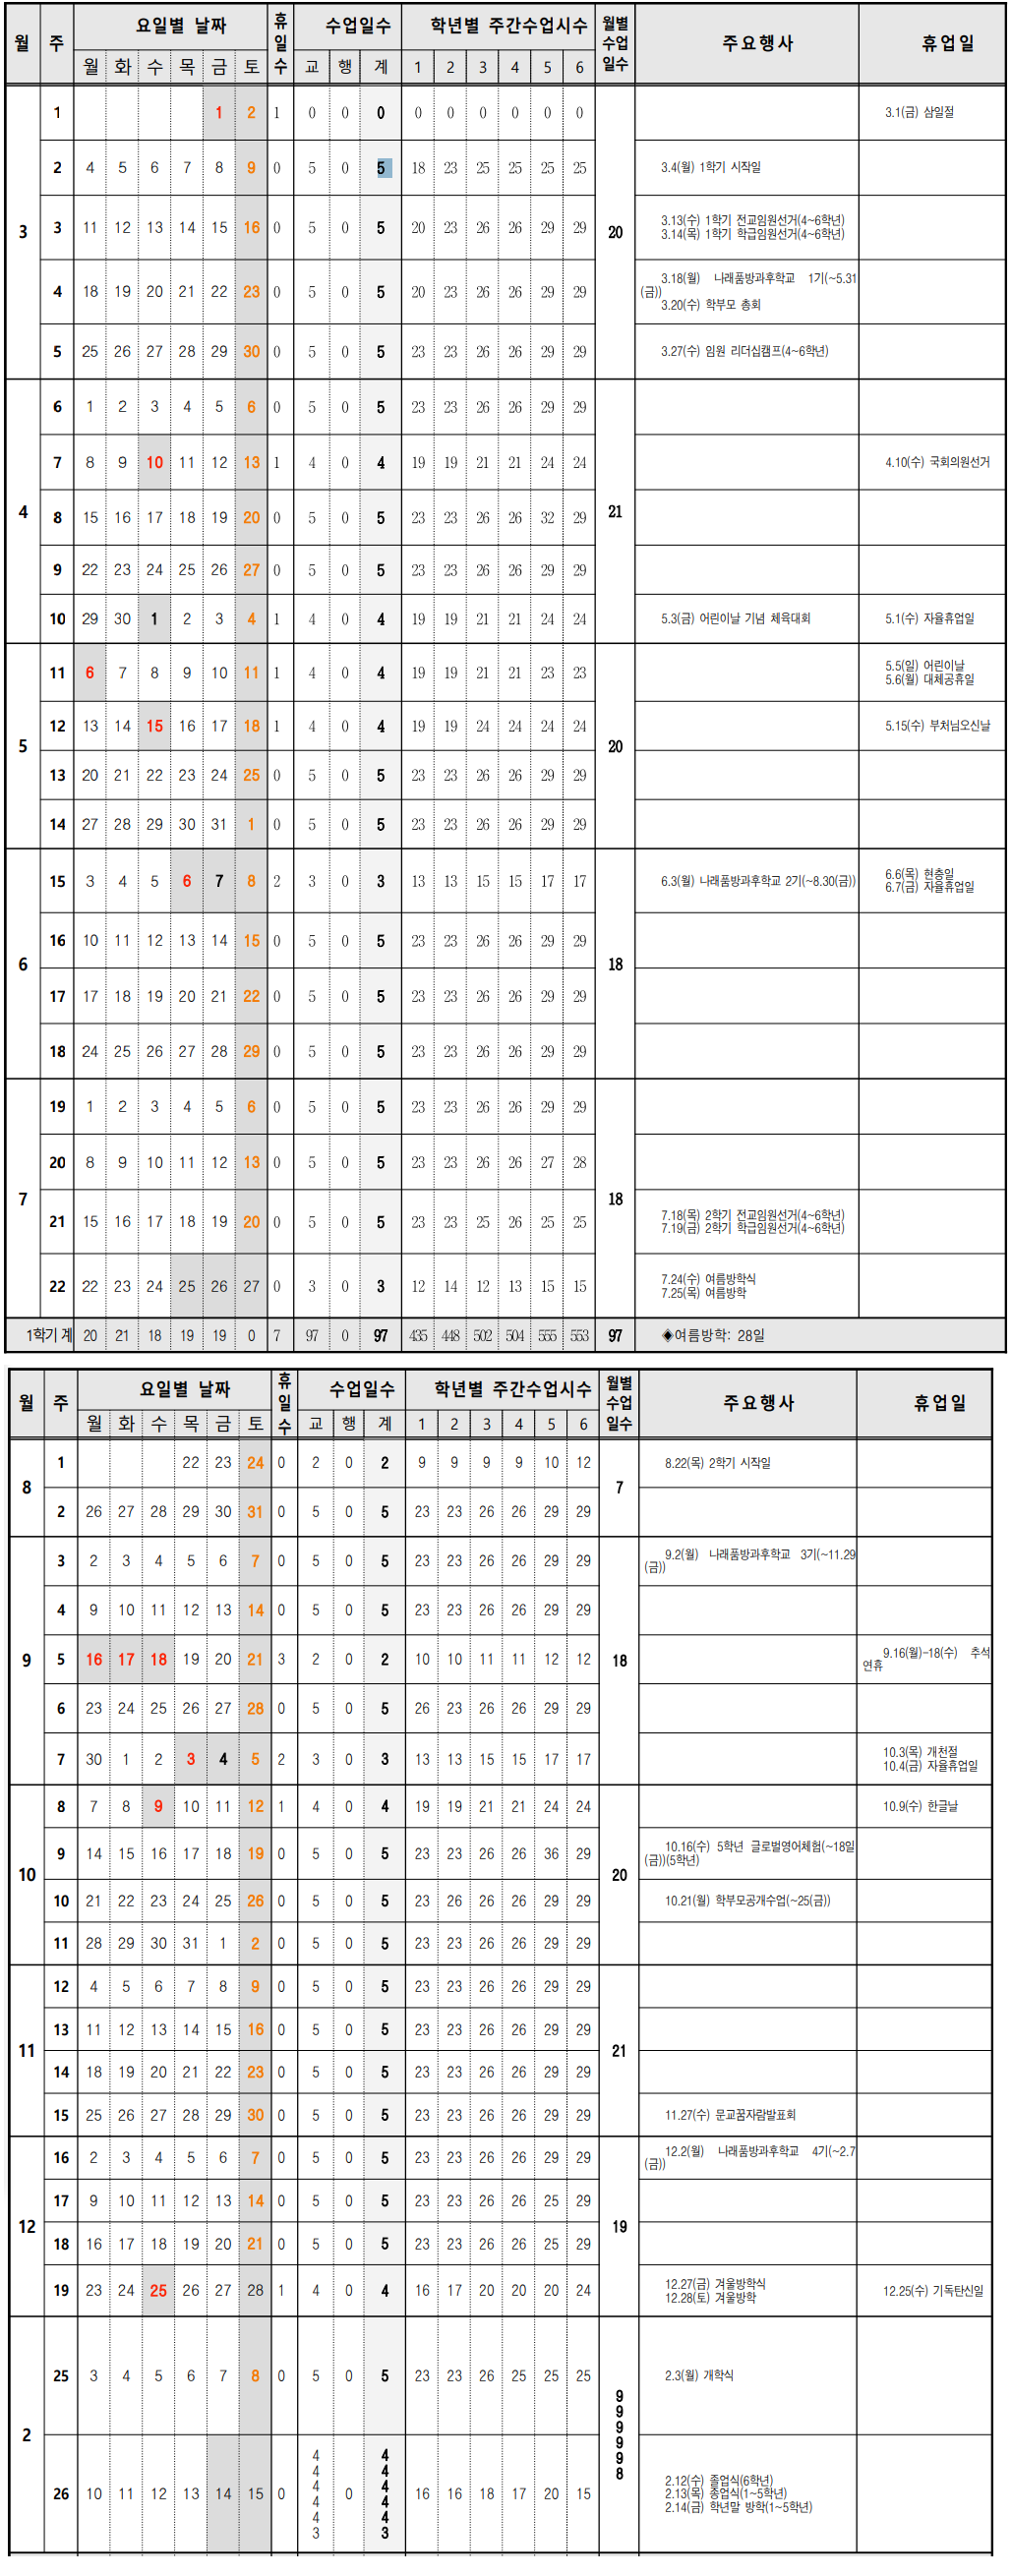 월 주 요일별 날짜 휴일수 수업일수 학년별 주간수업시수 월별수업일수 주요행사 휴업일
월 화 수 목 금 토 교 행 계 1 2 3 4 5 6
3 20
1 1 2 1 0 0 0 0 0 0 0 0 0 3.1(금) 삼일절
2 4 5 6 7 8 9 0 5 0 5 18 23 25 25 25 25 3.4(월) 1학기 시작일
3 11 12 13 14 15 16 0 5 0 5 20 23 26 26 29 29 3.13(수) 1학기 전교임원선거(4~6학년)
3.14(목) 1학기 학급임원선거(4~6학년)
4 18 19 20 21 22 23 0 5 0 5 20 23 26 26 29 29 3.18(월) 나래품방과후학교 1기(~5.31
(금))
3.20(수) 학부모 총회
5 25 26 27 28 29 30 0 5 0 5 23 23 26 26 29 29 3.27(수) 임원 리더십캠프(4~6학년)
4 21
6 1 2 3 4 5 6 0 5 0 5 23 23 26 26 29 29
7 8 9 10 11 12 13 1 4 0 4 19 19 21 21 24 24 4.10(수) 국회의원선거
8 15 16 17 18 19 20 0 5 0 5 23 23 26 26 32 29
9 22 23 24 25 26 27 0 5 0 5 23 23 26 26 29 29
10 29 30 1 2 3 4 1 4 0 4 19 19 21 21 24 24 5.3(금) 어린이날 기념 체육대회 5.1(수) 자율휴업일
5 20
11 6 7 8 9 10 11 1 4 0 4 19 19 21 21 23 23 5.5(일) 어린이날
5.6(월) 대체공휴일
12 13 14 15 16 17 18 1 4 0 4 19 19 24 24 24 24 5.15(수) 부처님오신날
13 20 21 22 23 24 25 0 5 0 5 23 23 26 26 29 29
14 27 28 29 30 31 1 0 5 0 5 23 23 26 26 29 29
6 18
15 3 4 5 6 7 8 2 3 0 3 13 13 15 15 17 17 6.3(월) 나래품방과후학교 2기(~8.30(금)) 6.6(목) 현충일
6.7(금) 자율휴업일
16 10 11 12 13 14 15 0 5 0 5 23 23 26 26 29 29
17 17 18 19 20 21 22 0 5 0 5 23 23 26 26 29 29
18 24 25 26 27 28 29 0 5 0 5 23 23 26 26 29 29
7 18
19 1 2 3 4 5 6 0 5 0 5 23 23 26 26 29 29
20 8 9 10 11 12 13 0 5 0 5 23 23 26 26 27 28
21 15 16 17 18 19 20 0 5 0 5 23 23 25 26 25 25 7.18(목) 2학기 전교임원선거(4~6학년)
7.19(금) 2학기 학급임원선거(4~6학년)
22 22 23 24 25 26 27 0 3 0 3 12 14 12 13 15 15 7.24(수) 여름방학식
7.25(목) 여름방학
1학기 계 20 21 18 19 19 0 7 97 0 97 435 448 502 504 555 553 97 ◈여름방학: 28일
월 주 요일별 날짜 휴일수 수업일수 학년별 주간수업시수 월별수업일수 주요행사 휴업일
월 화 수 목 금 토 교 행 계 1 2 3 4 5 6
8 7
1 22 23 24 0 2 0 2 9 9 9 9 10 12 8.22(목) 2학기 시작일
2 26 27 28 29 30 31 0 5 0 5 23 23 26 26 29 29
9 18
3 2 3 4 5 6 7 0 5 0 5 23 23 26 26 29 29 9.2(월) 나래품방과후학교 3기(~11.29
(금))
4 9 10 11 12 13 14 0 5 0 5 23 23 26 26 29 29
5 16 17 18 19 20 21 3 2 0 2 10 10 11 11 12 12 9.16(월)-18(수) 추석
연휴
6 23 24 25 26 27 28 0 5 0 5 26 23 26 26 29 29
7 30 1 2 3 4 5 2 3 0 3 13 13 15 15 17 17 10.3(목) 개천절
10.4(금) 자율휴업일
10 20
8 7 8 9 10 11 12 1 4 0 4 19 19 21 21 24 24 10.9(수) 한글날
9 14 15 16 17 18 19 0 5 0 5 23 23 26 26 36 29 10.16(수) 5학년 글로벌영어체험(~18일
(금))(5학년)
10 21 22 23 24 25 26 0 5 0 5 23 26 26 26 29 29 10.21(월) 학부모공개수업(~25(금))
11 28 29 30 31 1 2 0 5 0 5 23 23 26 26 29 29
11 21
12 4 5 6 7 8 9 0 5 0 5 23 23 26 26 29 29
13 11 12 13 14 15 16 0 5 0 5 23 23 26 26 29 29
14 18 19 20 21 22 23 0 5 0 5 23 23 26 26 29 29
15 25 26 27 28 29 30 0 5 0 5 23 23 26 26 29 29 11.27(수) 문교꿈자람발표회
12 19
16 2 3 4 5 6 7 0 5 0 5 23 23 26 26 29 29 12.2(월) 나래품방과후학교 4기(~2.7
(금))
17 9 10 11 12 13 14 0 5 0 5 23 23 26 26 25 29
18 16 17 18 19 20 21 0 5 0 5 23 23 26 26 25 29
19 23 24 25 26 27 28 1 4 0 4 16 17 20 20 20 24 12.27(금) 겨울방학식
12.28(토) 겨울방학 12.25(수) 기독탄신일
2 9 9 9 9 9 8
25 3 4 5 6 7 8 0 5 0 5 23 23 26 25 25 25 2.3(월) 개학식
26 10 11 12 13 14 15 0 4 4 4 4 4 3 0 4 4 4 4 4 3 16 16 18 17 20 15 2.12(수) 졸업식(6학년)
2.13(목) 종업식(1~5학년)
2.14(금) 학년말 방학(1~5학년)